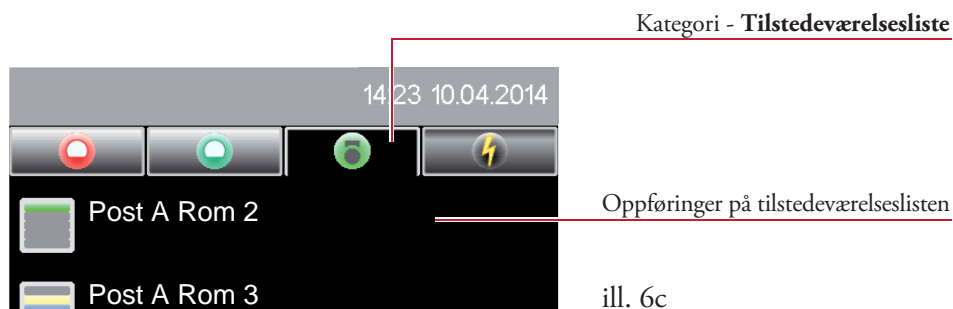 Kategori - Tilstedeværelsesliste
14:23 10.04.2014
Post A Rom 2
Oppføringer på tilstedeværelseslisten
Post A Rom 3
ill. 6c